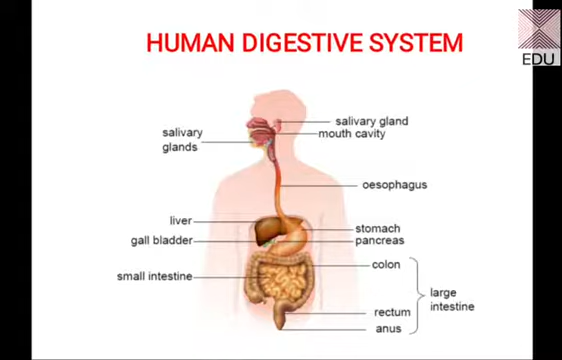 HUMAN DIGESTIVE SYSTEM
EDU
salivary gland
mouth cavity
salivary
glands
oesophagus
liver
stomach
gall bladder
pancreas
colon
small intestine
large
intestine
rectum
anus